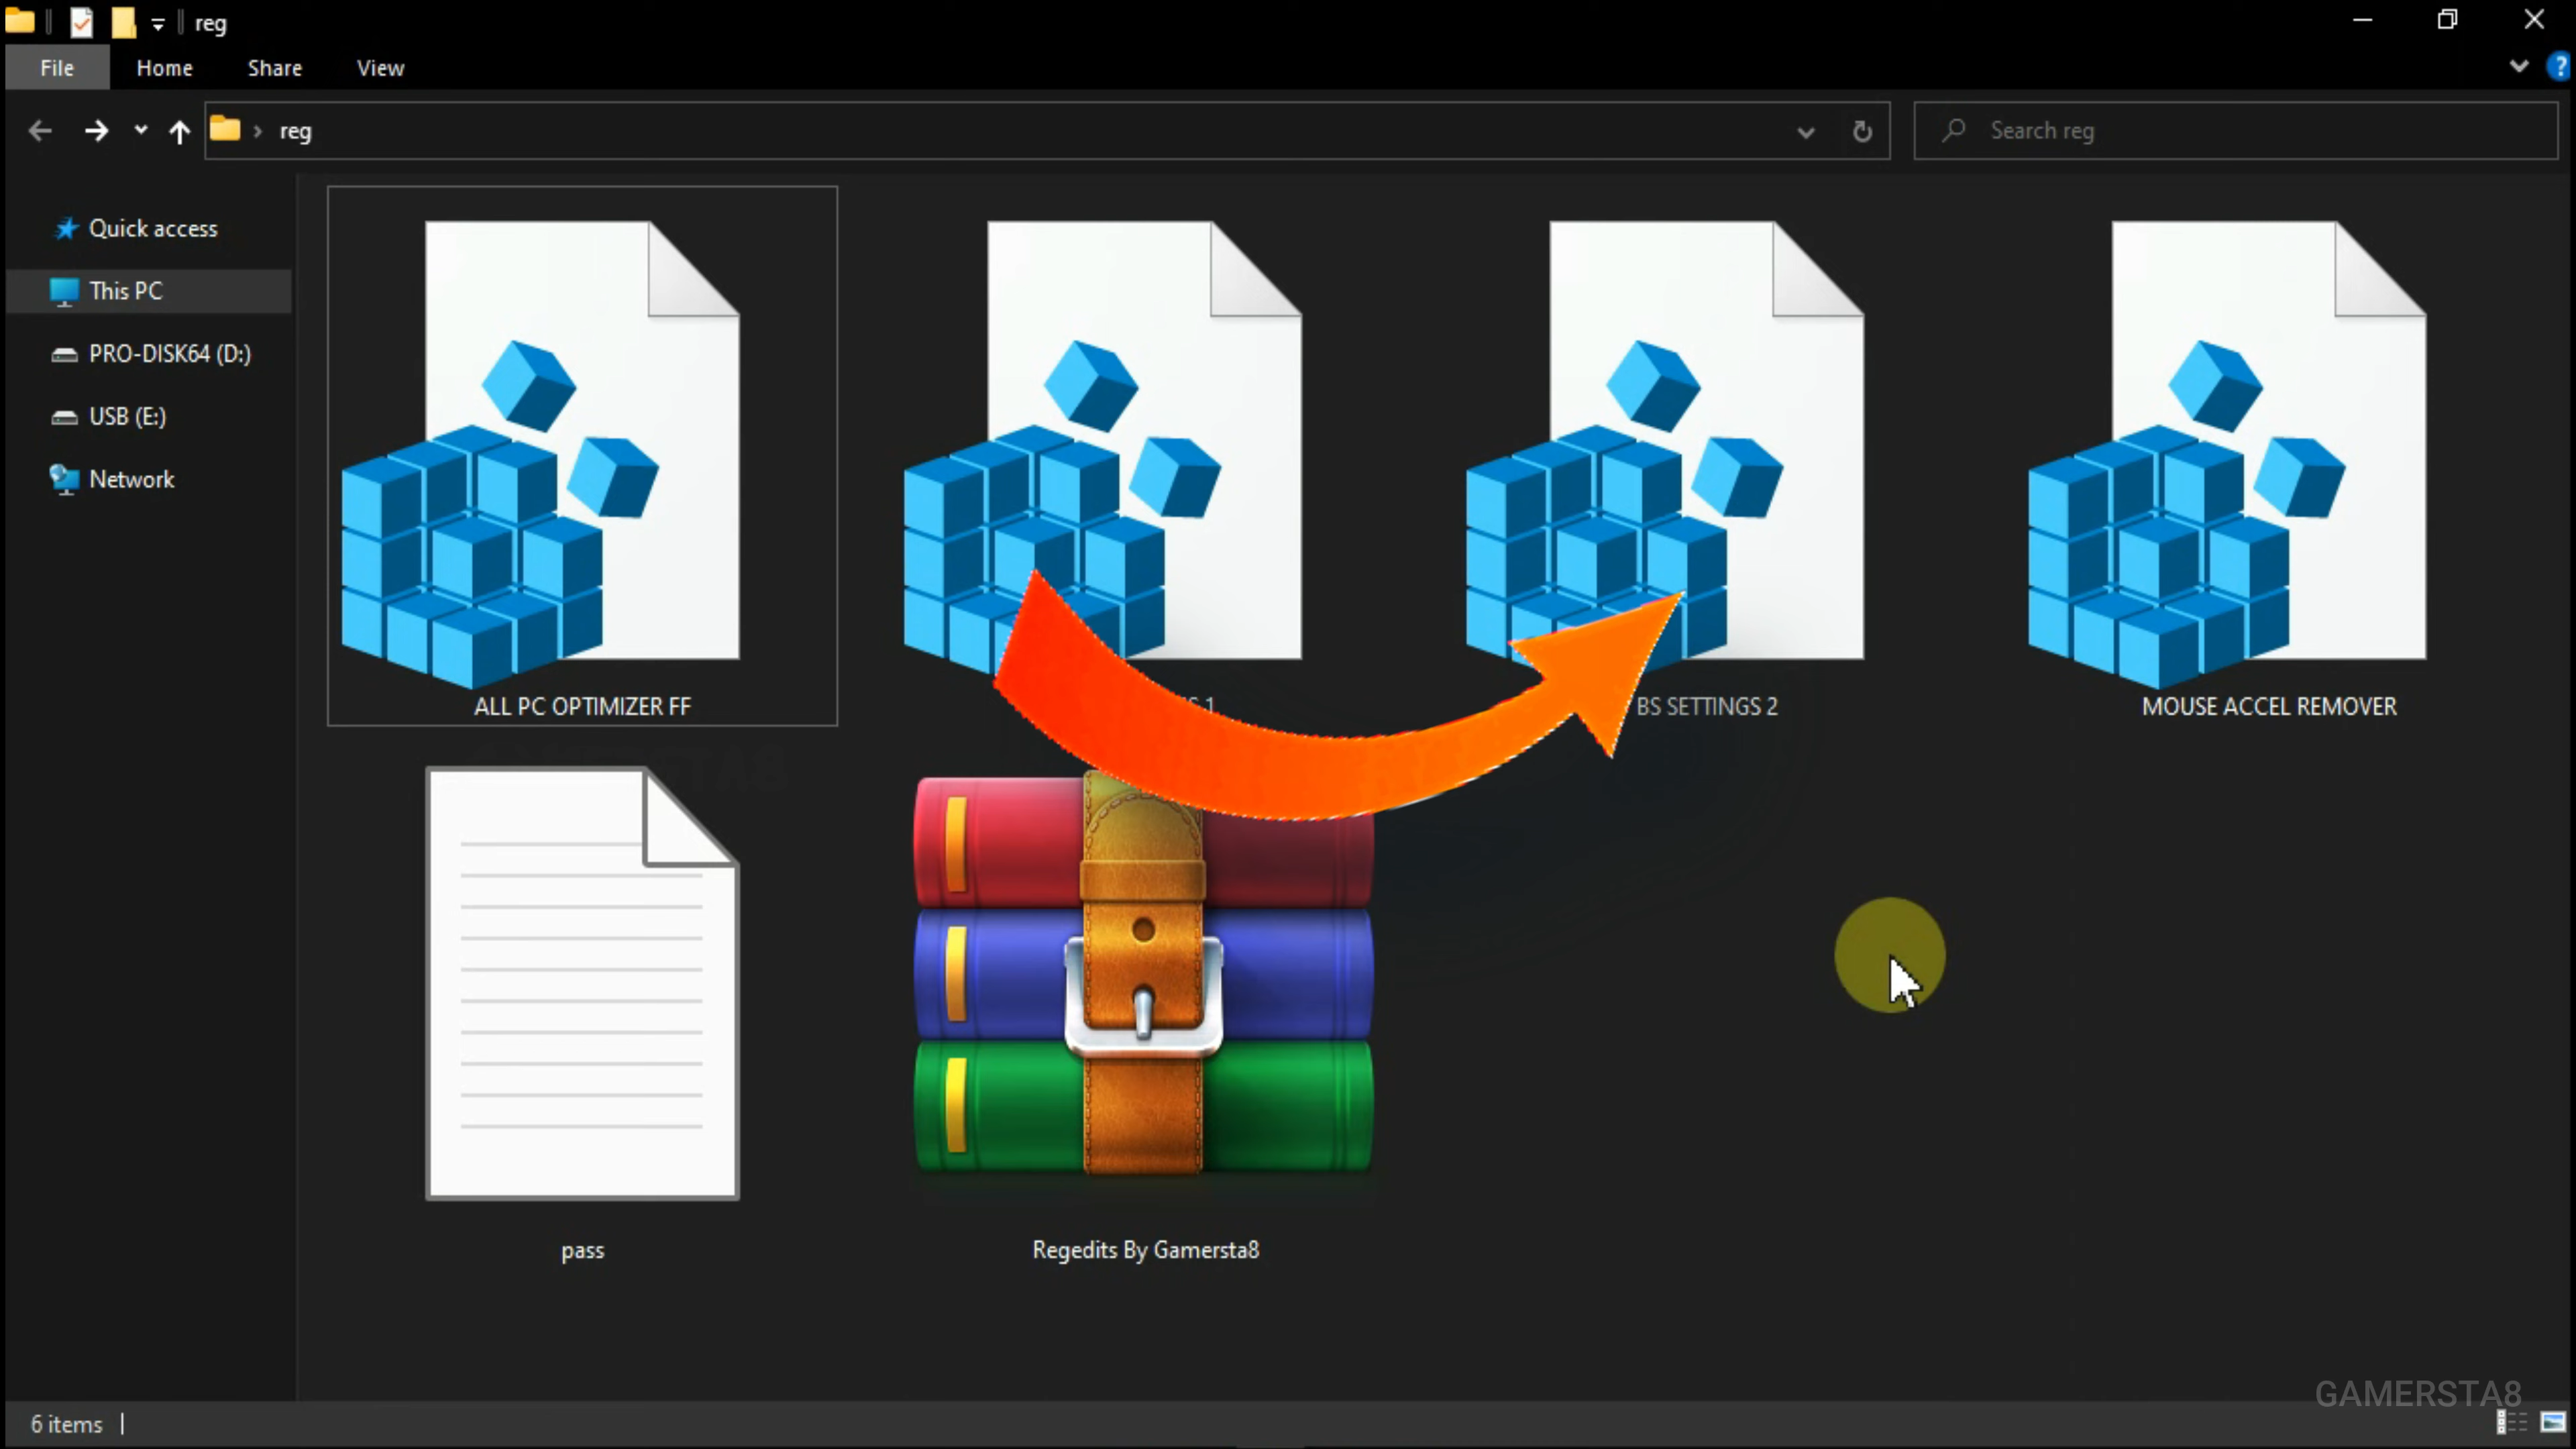 reg
File Home Share View
reg
Search reg
Quick access
This PC
PRO-DISK64 (D:)
USB (E:)
Network
ALL PC OPTIMIZER FF
1
BS SETTINGS 2
MOUSE ACCEL REMOVER
pass
Regedits By Gamersta8
GAMERSTA8
6 items